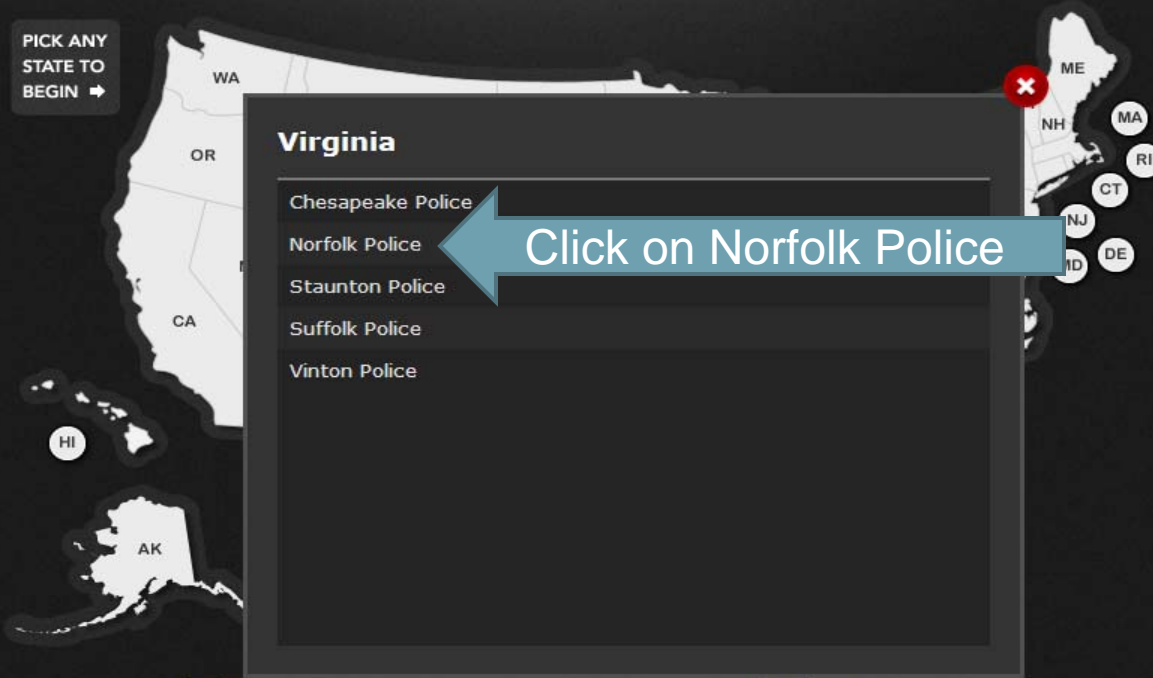 PICK ANY
STATE TO
BEGIN ➡
WA
ME
NH
MA
OR
Virginia
RI
CT
Chesapeake Police
NJ
Norfolk Police
Click on Norfolk Police
MD
DE
Staunton Police
CA
Suffolk Police
Vinton Police
HI
AK